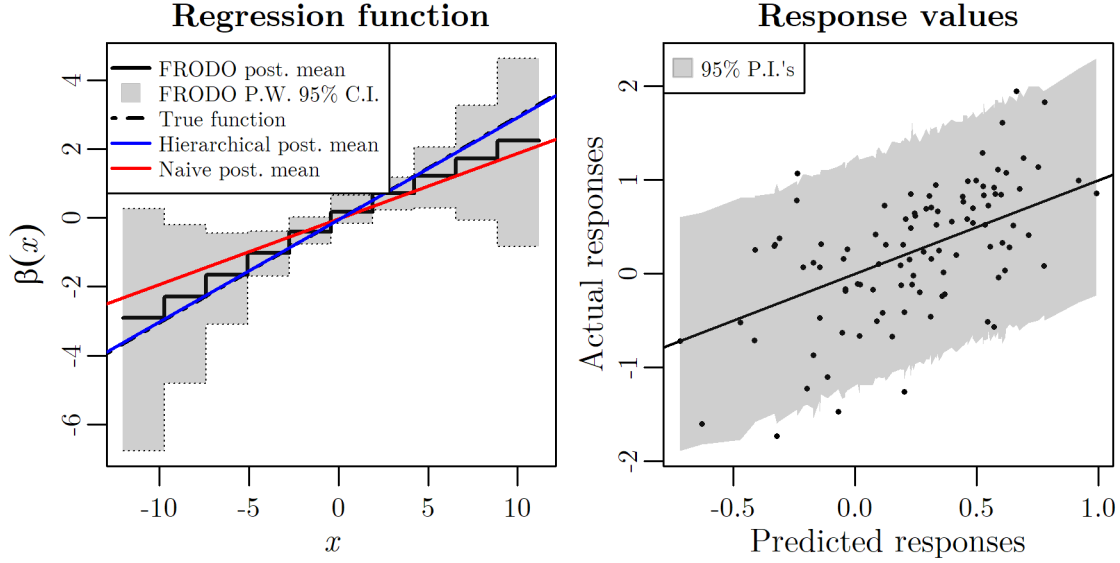 Regression function
FRODO post. mean
FRODO P.W. 95% C.I.
True function
Hierarchical post. mean
Naive post. mean
β(x)
4
2
0
-2
-4
-6
-10
-5
0
5
10
x
Response values
95% P.I.'s
Actual responses
2
1
0
-1
-2
-0.5
0.0
0.5
1.0
Predicted responses